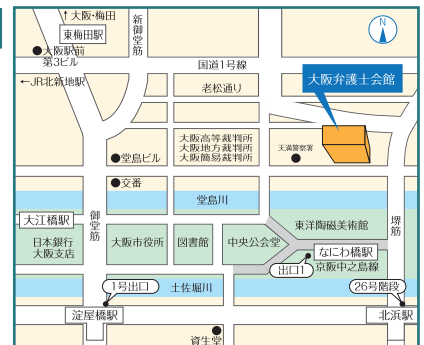 ↑大阪・梅田
東梅田駅
新御堂筋
N
●大阪駅前
第3ビル
国道1号線
←JR北新地駅
老松通り
大阪弁護士会館
大阪高等裁判所
大阪地方裁判所
大阪簡易裁判所
天満警察署
●堂島ビル
●交番
堂島川
大江橋駅
御堂筋
東洋陶磁美術館
堺筋
日本銀行
大阪支店
大阪市役所
図書館
中央公会堂
なにわ橋駅
出口1
京阪中之島線
1号出口
土佐堀川
26号階段
淀屋橋駅
北浜駅
資生堂